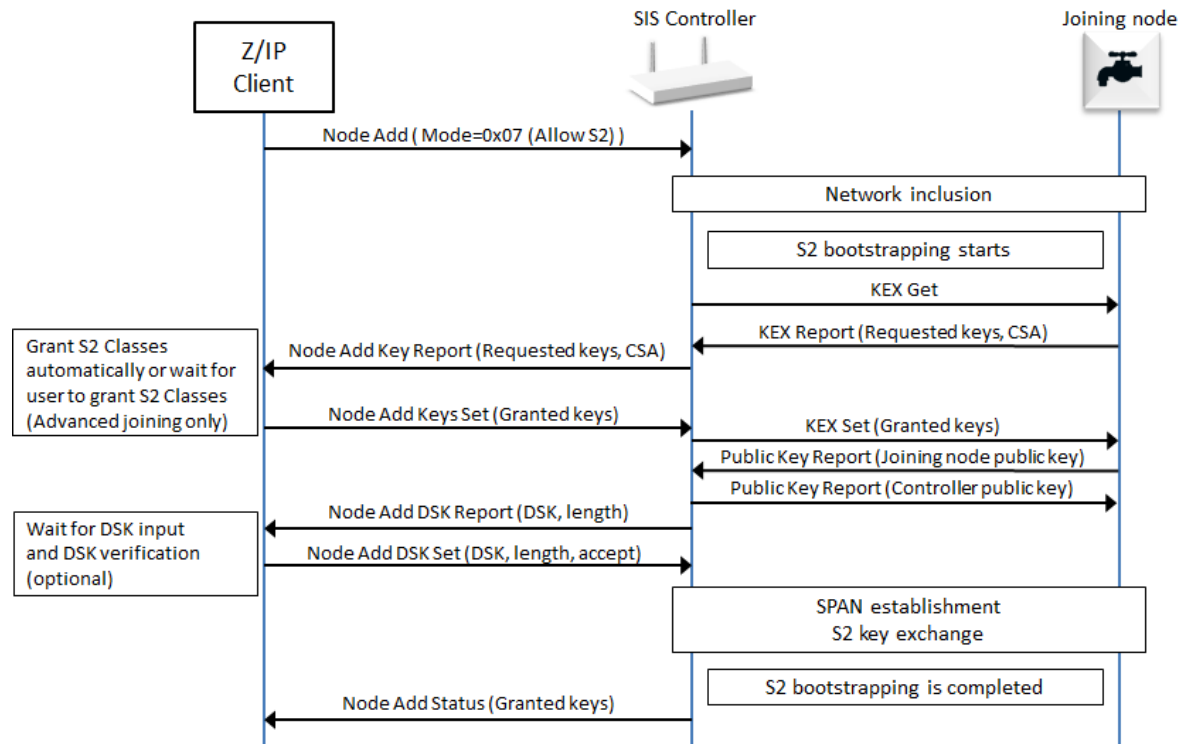 SIS Controller
Joining node
Z/IP
Client
Node Add ( Mode=0x07 (Allow S2) )
Network inclusion
S2 bootstrapping starts
KEX Get
KEX Report (Requested keys, CSA)
Grant S2 Classes
automatically or wait for
user to grant S2 Classes
(Advanced joining only)
Node Add Key Report (Requested keys, CSA)
Node Add Keys Set (Granted keys)
KEX Set (Granted keys)
Public Key Report (Joining node public key)
Public Key Report (Controller public key)
Node Add DSK Report (DSK, length)
Wait for DSK input
and DSK verification
(optional)
Node Add DSK Set (DSK, length, accept)
SPAN establishment
S2 key exchange
S2 bootstrapping is completed
Node Add Status (Granted keys)